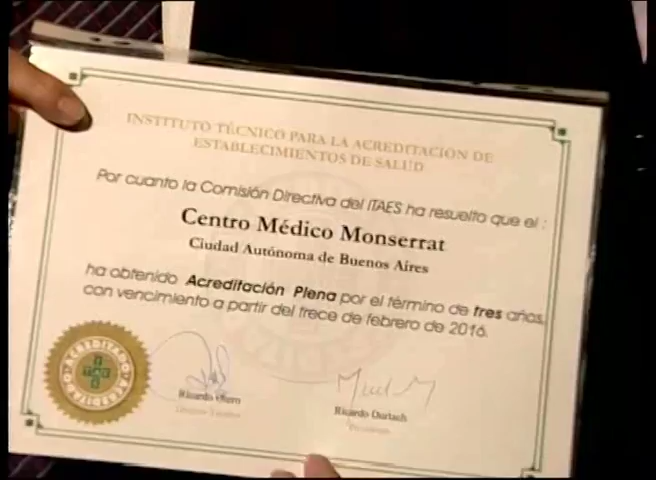 INSTITUTO TÉCNICO PARA LA ACREDITACIÓN DE
ESTABLECIMIENTOS DE SALUD
Por cuanto la Comisión Directiva del ITAES ha resuelto que el :
Centro Médico Monserrat
Ciudad Autónoma de Buenos Aires
ha obtenido Acreditación Plena por el término de tres años,
con vencimiento a partir del trece de febrero de 2016.
Ricardo Otero
Ricardo Durlach
Presidente